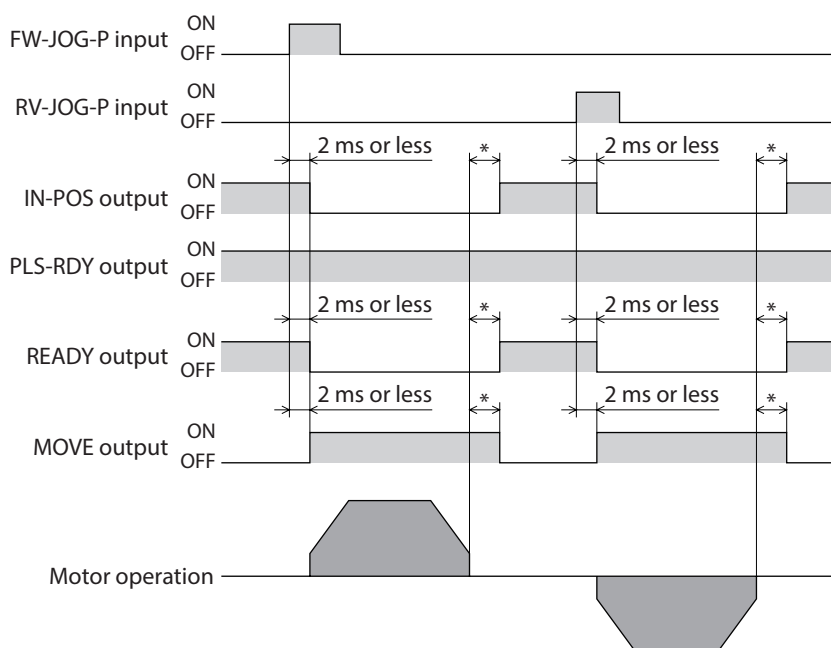 FW-JOG-P input ON
OFF
RV-JOG-P input ON
OFF
2 ms or less * 2 ms or less *
IN-POS output ON
OFF
PLS-RDY output ON
OFF
2 ms or less * 2 ms or less *
READY output ON
OFF
2 ms or less * 2 ms or less *
MOVE output ON
OFF
Motor operation